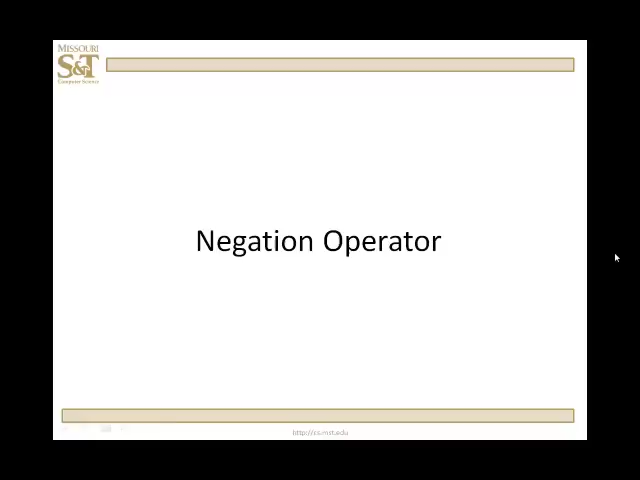 MISSOURI
S&T
Computer Science
Negation Operator
http://cs.mst.edu